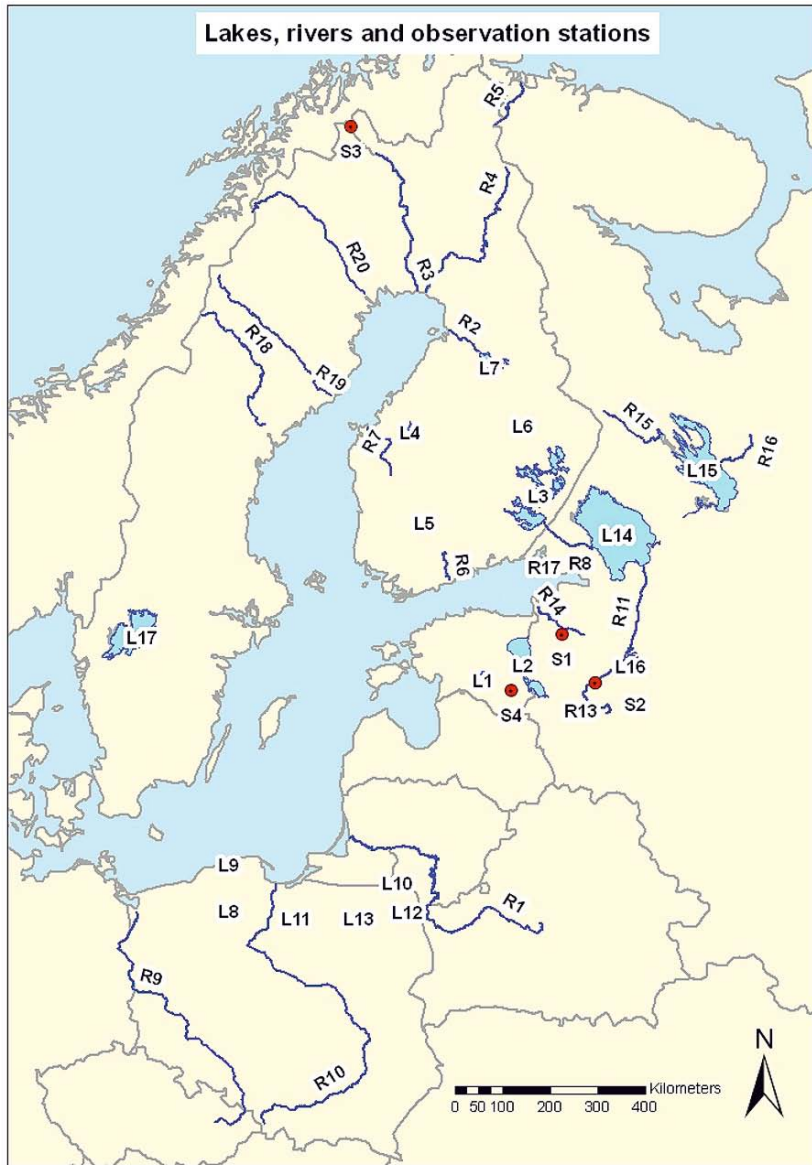 Lakes, rivers and observation stations
R5
S3
R4
R20
R3
R2
R18
L7
R19
R7
L4
L6
R15
R16
L15
L3
L5
L14
R6
R17
R8
R14
R11
L17
S1
L2
L16
L1
S4
R13
S2
L9
L10
L8
L11
L13
L12
R1
R9
R10
N
Kilometers
0 50 100 200 300 400